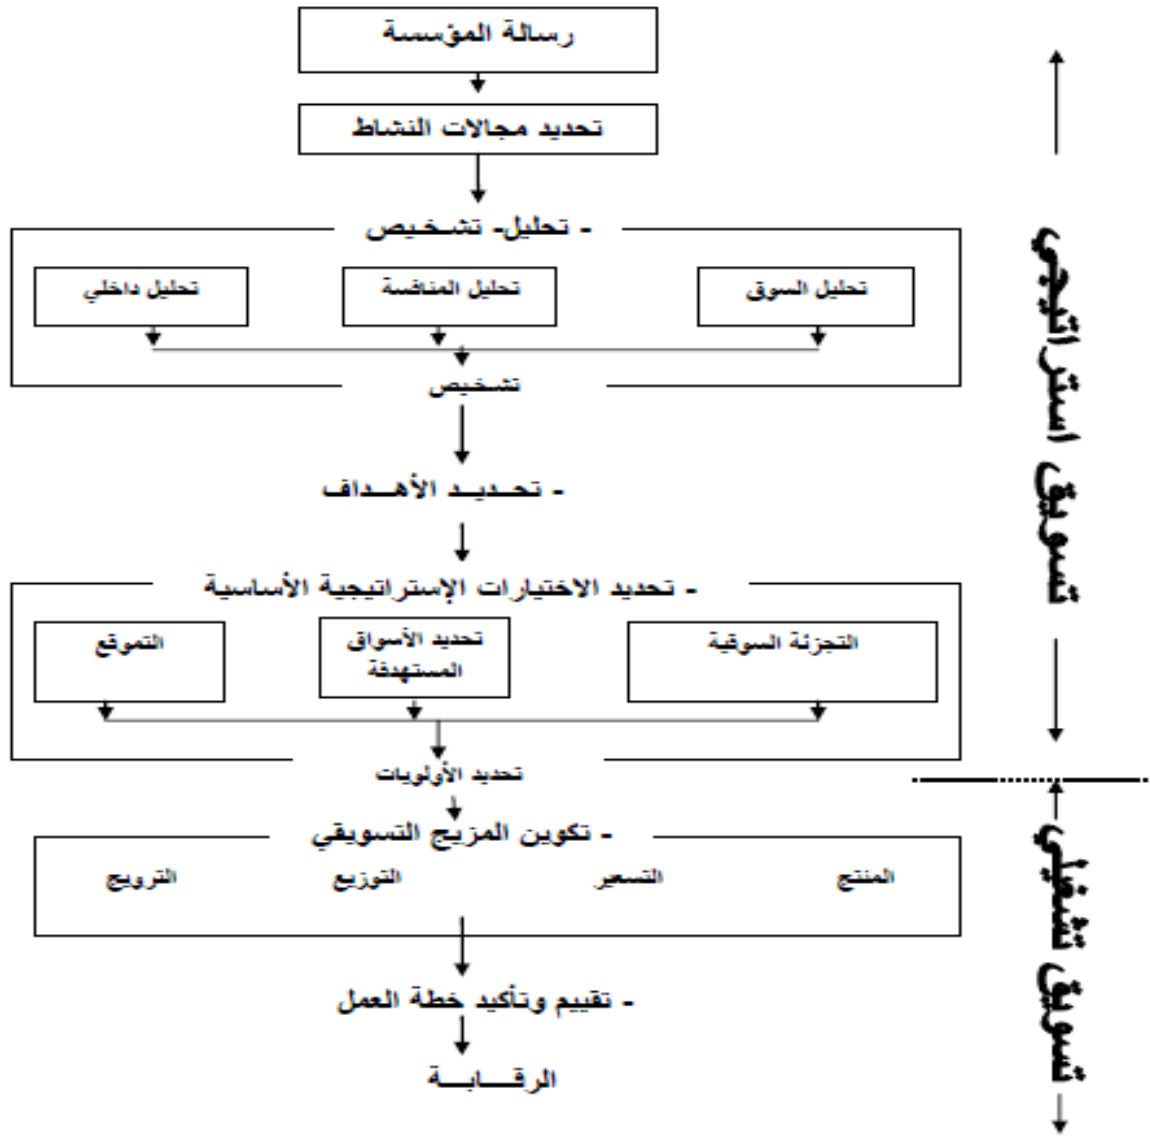 رسالة المؤسسة
تحديد مجالات النشاط
- تحليل- تشخيص
تحليل السوق
تحليل المنافسة
تحليل داخلي
تشخيص
- تحديد الأهداف
- تحديد الاختيارات الإستراتيجية الأساسية
التجزئة السوقية
تحديد الأسواق
المستهدفة
التموقع
تحديد الأولويات
- تكوين المزيج التسويقي
المنتج
التسعير
التوزيع
الترويج
- تقييم وتأكيد خطة العمل
الرقابة
تسويق استراتيجي
تسويق تشغيلي